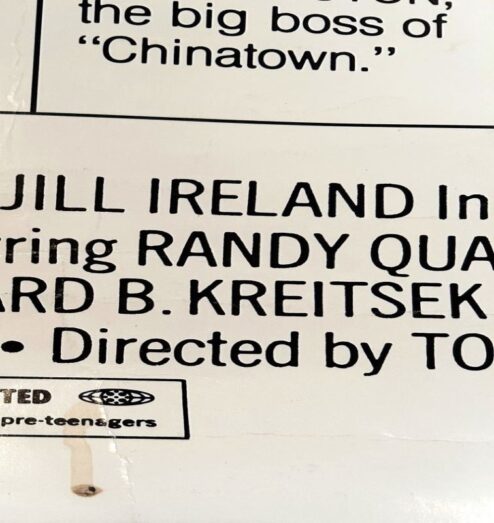 the big boss of
“Chinatown.”
JILL IRELAND In
ring RANDY QUA
ARD B. KREITSEK
• Directed by TO
TED
pre-teenagers